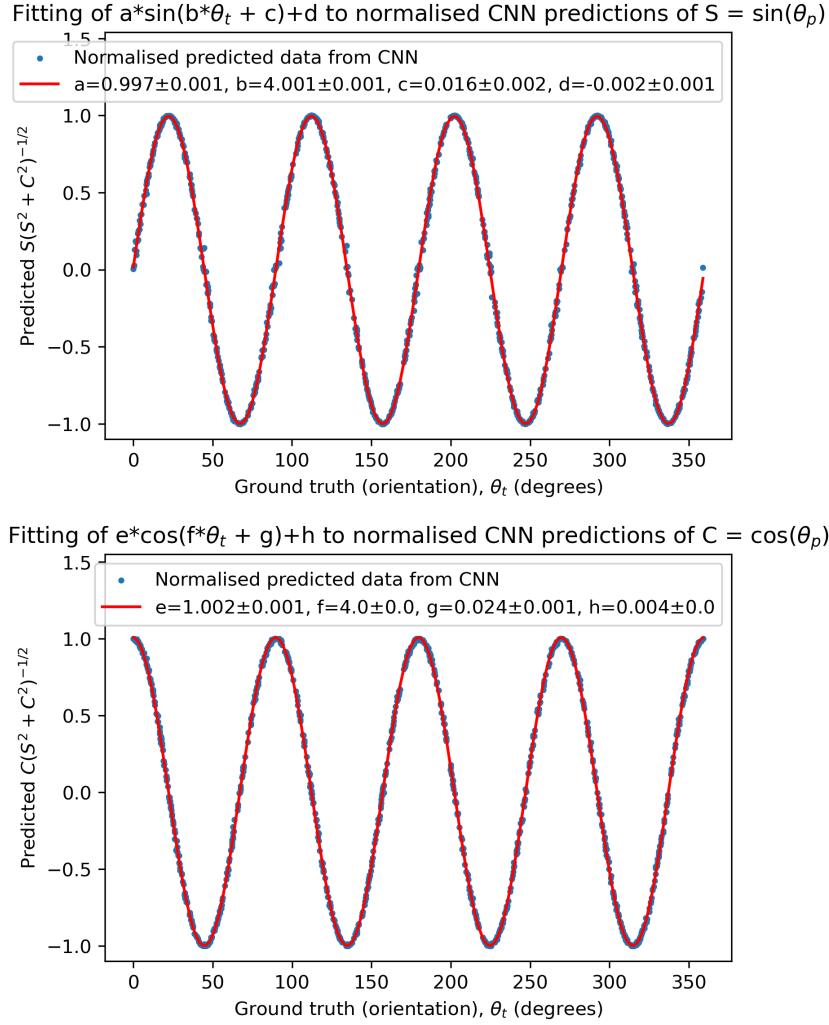 Fitting of a*sin(b*θₜ + c)+d to normalised CNN predictions of S = sin(θₚ)
Normalised predicted data from CNN
a=0.997±0.001, b=4.001±0.001, c=0.016±0.002, d=-0.002±0.001
1.5
1.0
0.5
0.0
−0.5
−1.0
Predicted S(S² + C²)⁻¹ᐟ²
0 50 100 150 200 250 300 350
Ground truth (orientation), θₜ (degrees)
Fitting of e*cos(f*θₜ + g)+h to normalised CNN predictions of C = cos(θₚ)
1.5
Normalised predicted data from CNN
e=1.002±0.001, f=4.0±0.0, g=0.024±0.001, h=0.004±0.0
1.0
0.5
0.0
−0.5
−1.0
Predicted C(S² + C²)⁻¹ᐟ²
0 50 100 150 200 250 300 350
Ground truth (orientation), θₜ (degrees)